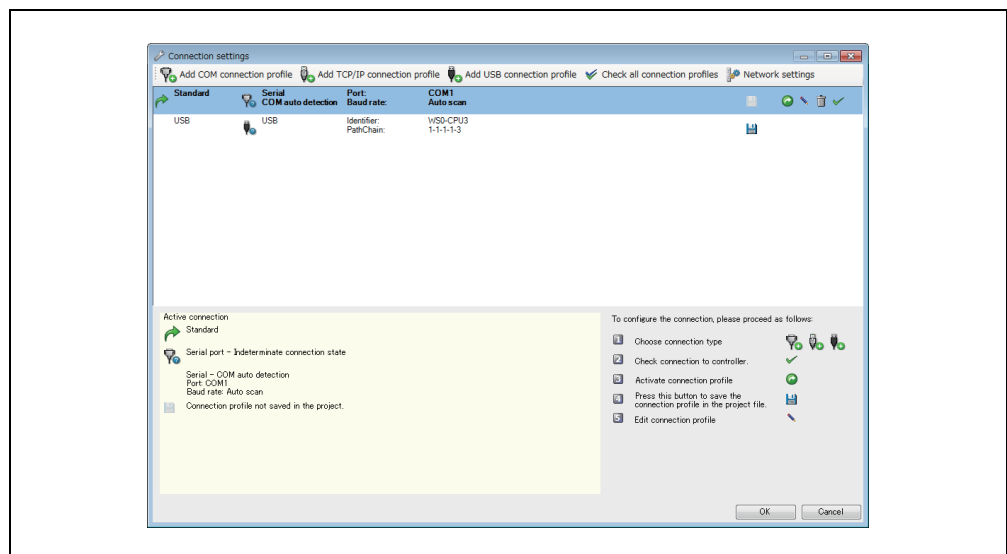 Connection settings
Add COM connection profile Add TCP/IP connection profile Add USB connection profile Check all connection profiles Network settings
Standard Serial Port: COM1
COM auto detection Baud rate: Auto scan
USB USB Identifier: WS0-CPU3
PathChain: 1-1-1-1-3
Active connection
Standard
Serial port - Indeterminate connection state
Serial - COM auto detection
Port: COM1
Baud rate: Auto scan
Connection profile not saved in the project.
To configure the connection, please proceed as follows:
1 Choose connection type
2 Check connection to controller.
3 Activate connection profile
4 Press this button to save the
connection profile in the project file.
5 Edit connection profile
OK Cancel